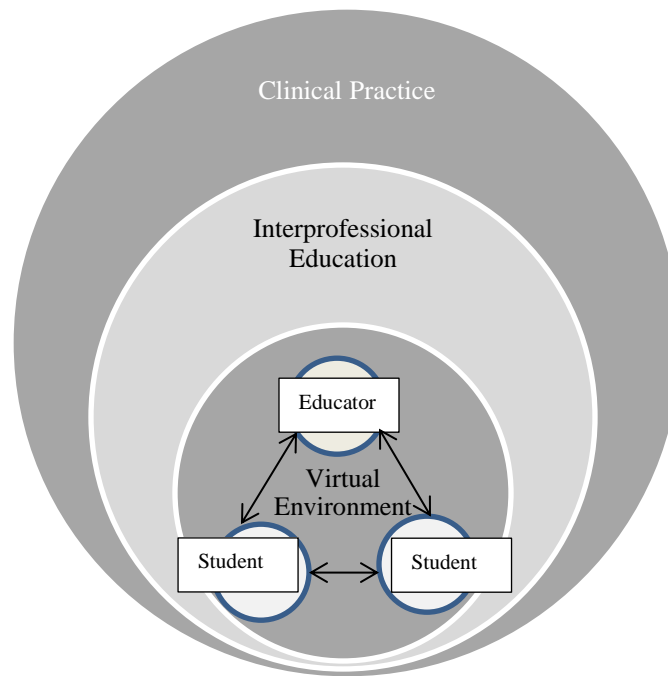 Clinical Practice
Interprofessional
Education
Educator
Virtual
Environment
Student
Student